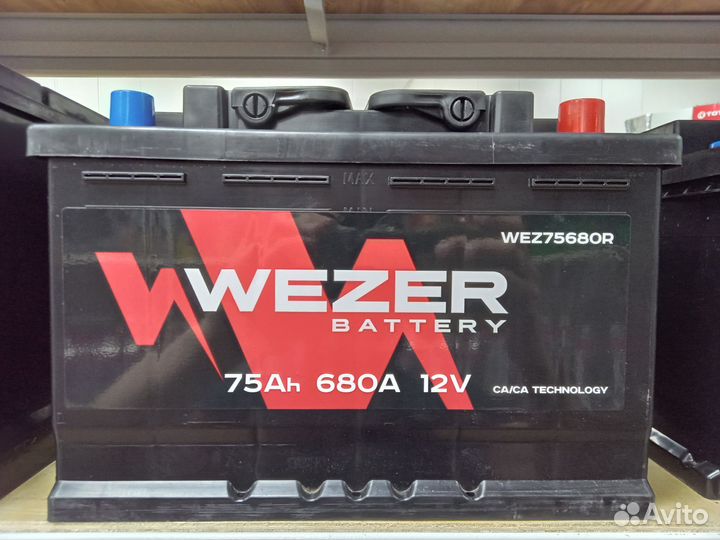 MAX
WEZ75680R
WEZER
BATTERY
75Ah 680A 12V
CA/CA TECHNOLOGY
Avito